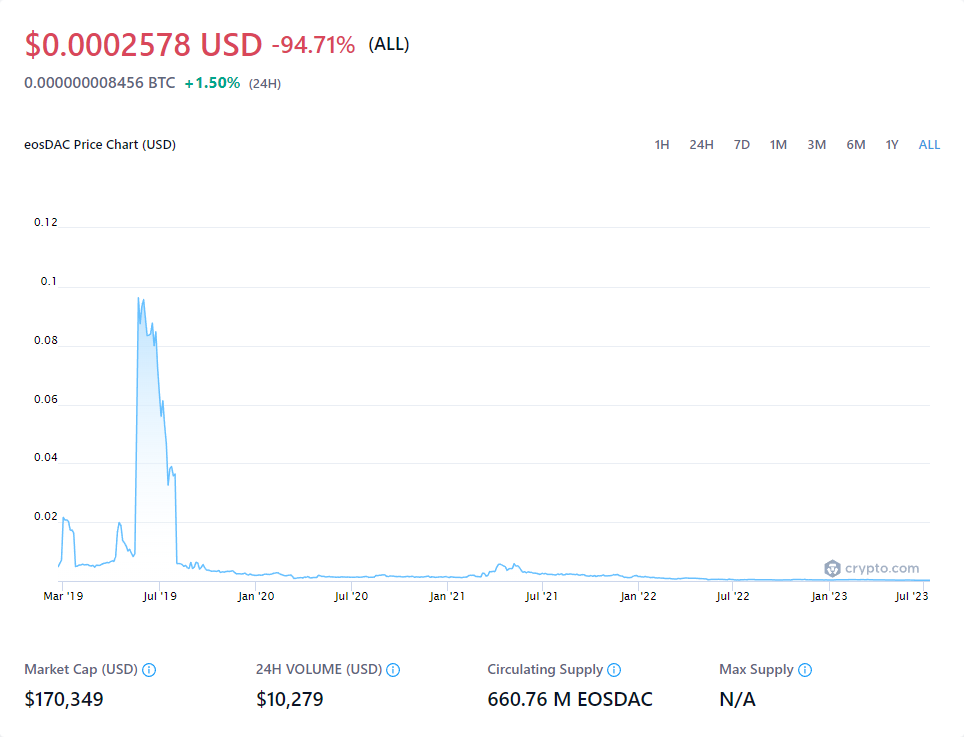 $0.0002578 USD -94.71% (ALL)
0.000000008456 BTC +1.50% (24H)
eosDAC Price Chart (USD) 1H 24H 7D 1M 3M 6M 1Y ALL
0.12
0.1
0.08
0.06
0.04
0.02
crypto.com
Mar '19 Jul '19 Jan '20 Jul '20 Jan '21 Jul '21 Jan '22 Jul '22 Jan '23 Jul '23
Market Cap (USD) 24H VOLUME (USD) Circulating Supply Max Supply
$170,349 $10,279 660.76 M EOSDAC N/A